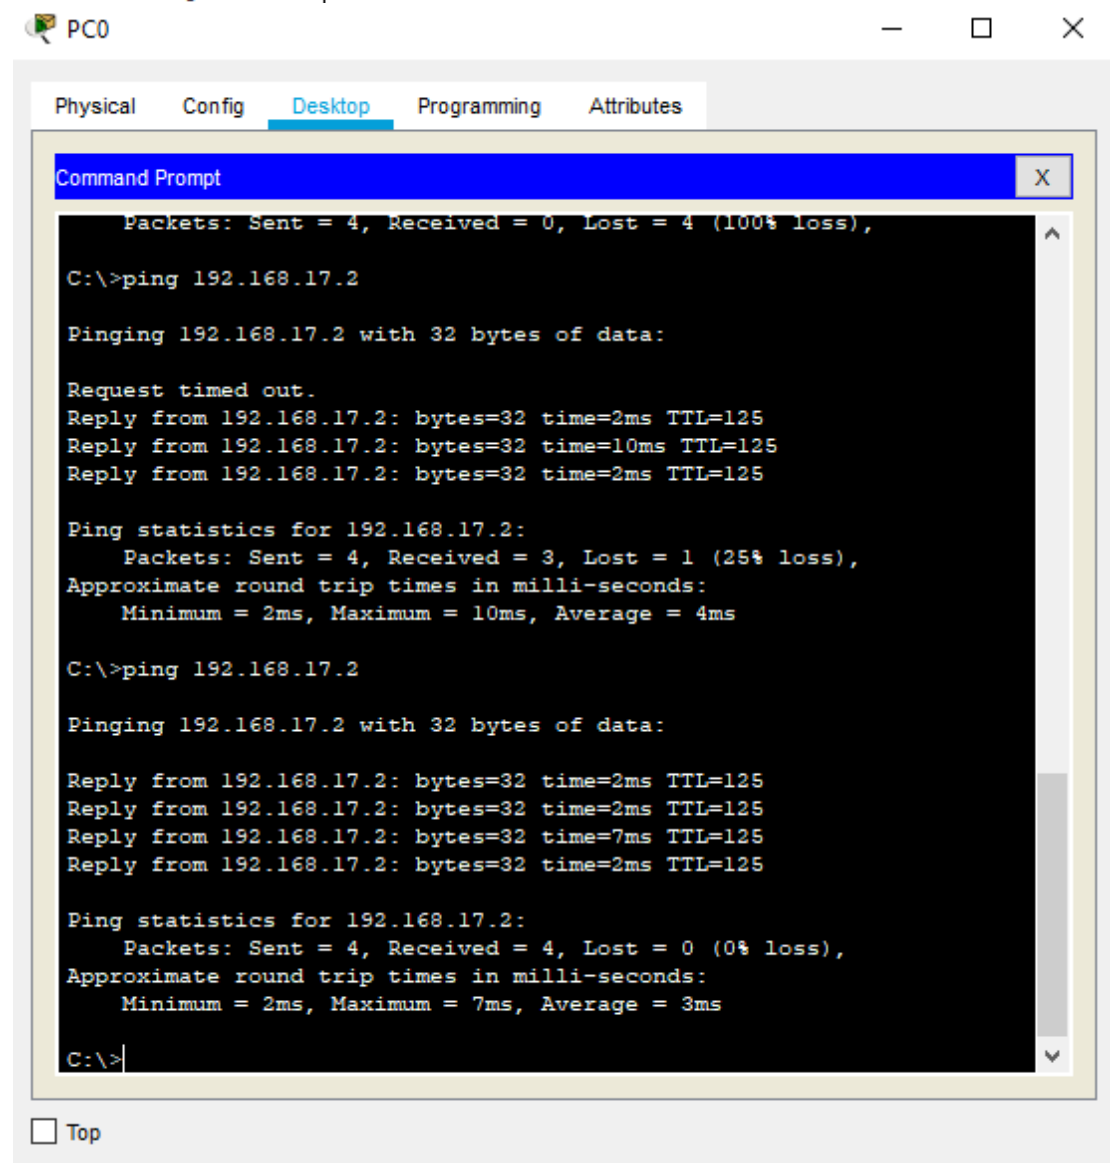 PC0
Physical Config Desktop Programming Attributes
Command Prompt X
Packets: Sent = 4, Received = 0, Lost = 4 (100% loss),
C:\>ping 192.168.17.2
Pinging 192.168.17.2 with 32 bytes of data:
Request timed out.
Reply from 192.168.17.2: bytes=32 time=2ms TTL=125
Reply from 192.168.17.2: bytes=32 time=10ms TTL=125
Reply from 192.168.17.2: bytes=32 time=2ms TTL=125
Ping statistics for 192.168.17.2:
Packets: Sent = 4, Received = 3, Lost = 1 (25% loss),
Approximate round trip times in milli-seconds:
Minimum = 2ms, Maximum = 10ms, Average = 4ms
C:\>ping 192.168.17.2
Pinging 192.168.17.2 with 32 bytes of data:
Reply from 192.168.17.2: bytes=32 time=2ms TTL=125
Reply from 192.168.17.2: bytes=32 time=2ms TTL=125
Reply from 192.168.17.2: bytes=32 time=7ms TTL=125
Reply from 192.168.17.2: bytes=32 time=2ms TTL=125
Ping statistics for 192.168.17.2:
Packets: Sent = 4, Received = 4, Lost = 0 (0% loss),
Approximate round trip times in milli-seconds:
Minimum = 2ms, Maximum = 7ms, Average = 3ms
C:\>
Top